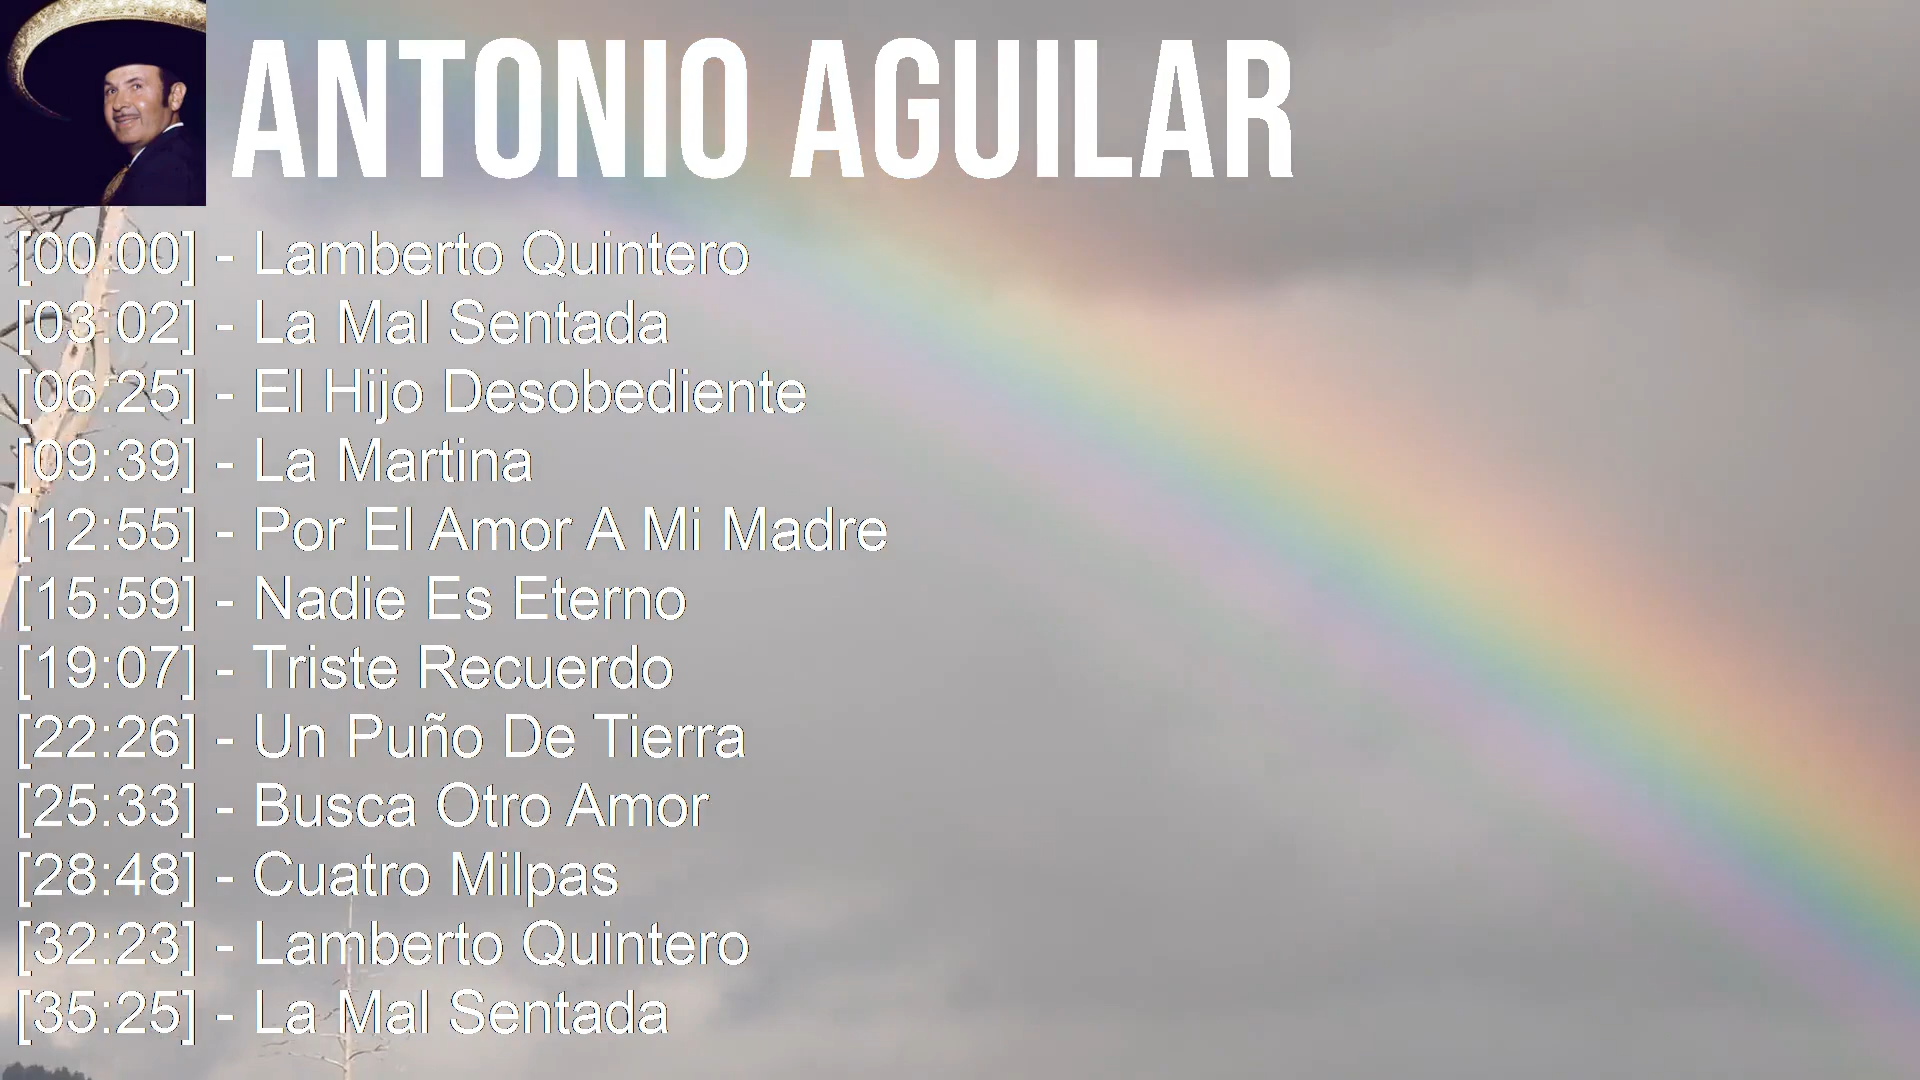 ANTONIO AGUILAR
[00:00] - Lamberto Quintero
[03:02] - La Mal Sentada
[06:25] - El Hijo Desobediente
[09:39] - La Martina
[12:55] - Por El Amor A Mi Madre
[15:59] - Nadie Es Eterno
[19:07] - Triste Recuerdo
[22:26] - Un Puño De Tierra
[25:33] - Busca Otro Amor
[28:48] - Cuatro Milpas
[32:23] - Lamberto Quintero
[35:25] - La Mal Sentada